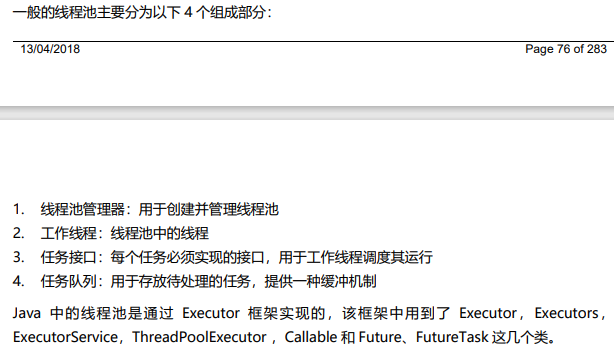 一般的线程池主要分为以下 4 个组成部分：
13/04/2018 Page 76 of 283
1. 线程池管理器：用于创建并管理线程池
2. 工作线程：线程池中的线程
3. 任务接口：每个任务必须实现的接口，用于工作线程调度其运行
4. 任务队列：用于存放待处理的任务，提供一种缓冲机制
Java 中的线程池是通过 Executor 框架实现的，该框架中用到了 Executor，Executors，
ExecutorService，ThreadPoolExecutor ，Callable 和 Future、FutureTask 这几个类。